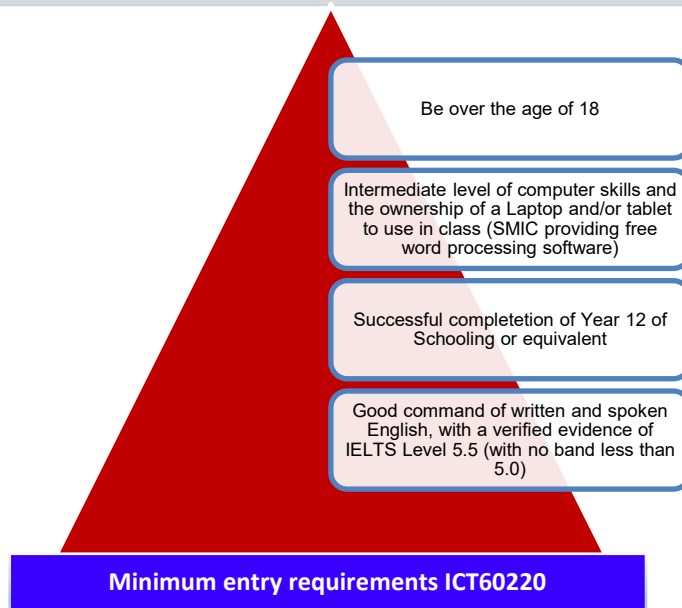 Be over the age of 18
Intermediate level of computer skills and
the ownership of a Laptop and/or tablet
to use in class (SMIC providing free
word processing software)
Successful completetion of Year 12 of
Schooling or equivalent
Good command of written and spoken
English, with a verified evidence of
IELTS Level 5.5 (with no band less than
5.0)
Minimum entry requirements ICT60220